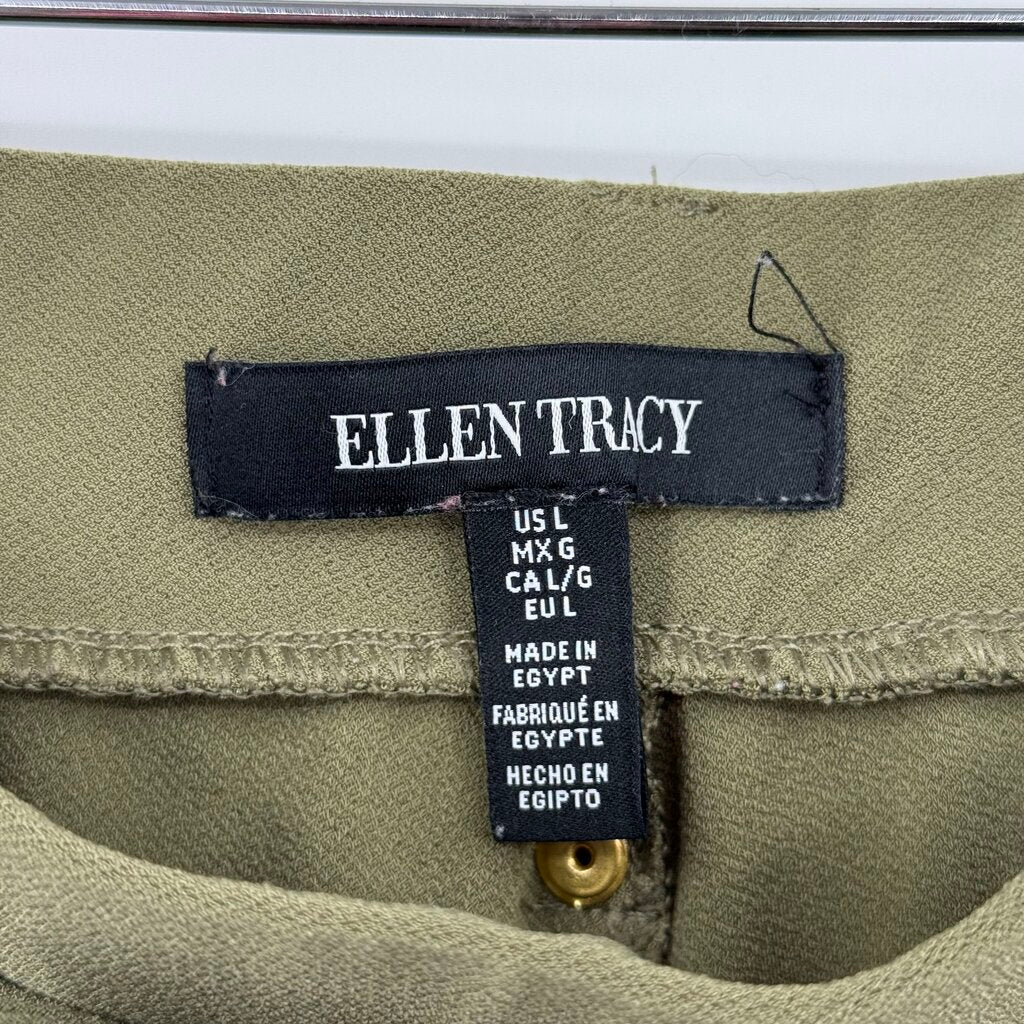 ELLEN TRACY
US L
MX G
CA L/G
EU L
MADE IN
EGYPT
FABRIQUÉ EN
EGYPTE
HECHO EN
EGIPTO